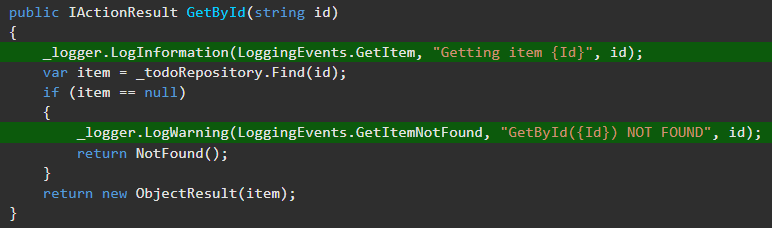 public IActionResult GetById(string id)
{
    _logger.LogInformation(LoggingEvents.GetItem, "Getting item {Id}", id);
    var item = _todoRepository.Find(id);
    if (item == null)
    {
        _logger.LogWarning(LoggingEvents.GetItemNotFound, "GetById({Id}) NOT FOUND", id);
        return NotFound();
    }
    return new ObjectResult(item);
}